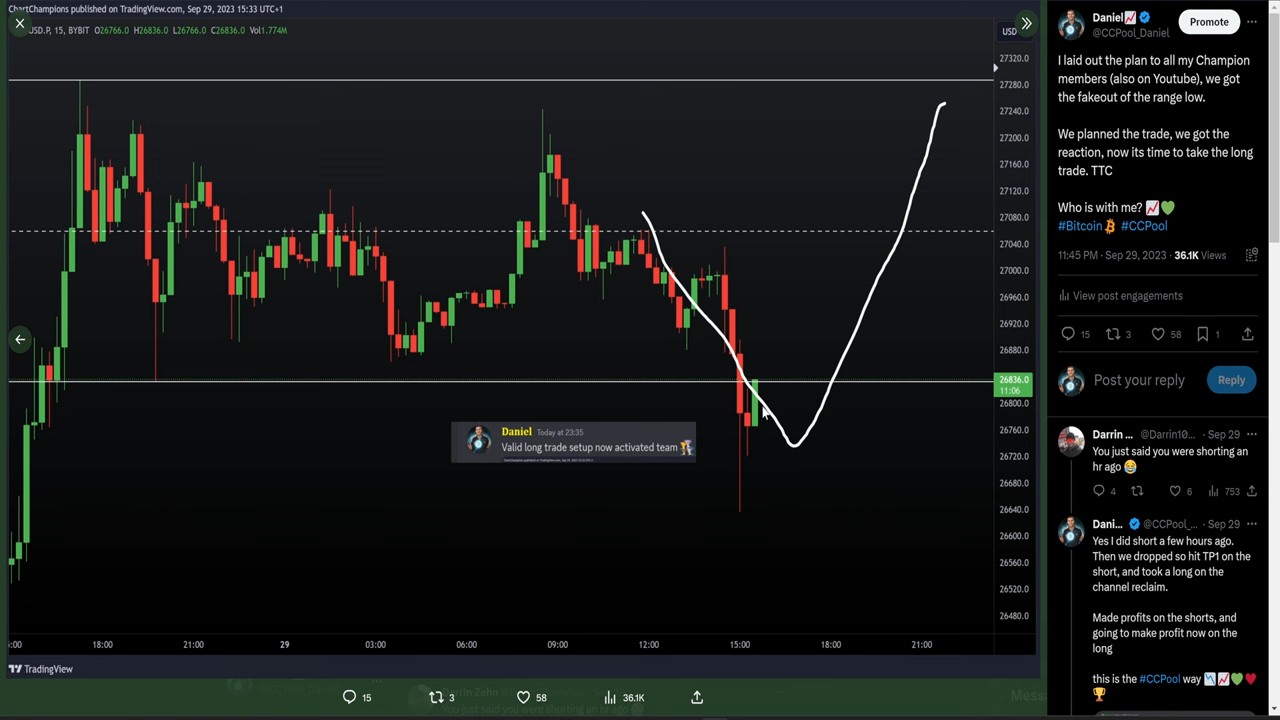 ChartChampions published on TradingView.com, Sep 29, 2023 15:33 UTC+1
USD.P, 15, BYBIT O26766.0 H26836.0 L26766.0 C26836.0 Vol1.774M
USD
27320.0
27280.0
27240.0
27200.0
27160.0
27120.0
27080.0
27040.0
27000.0
26960.0
26920.0
26880.0
26836.0
11:06
26800.0
26760.0
26720.0
26680.0
26640.0
26600.0
26560.0
26520.0
26480.0
Daniel Today at 23:35
Valid long trade setup now activated team
:00 18:00 21:00 29 03:00 06:00 09:00 12:00 15:00 18:00 21:00
TradingView
15 3 58 36.1K
Daniel
@CCPool_Daniel
Promote
I laid out the plan to all my Champion
members (also on Youtube), we got
the fakeout of the range low.
We planned the trade, we got the
reaction, now its time to take the long
trade. TTC
Who is with me? 📈💚
#Bitcoin #CCPool
11:45 PM · Sep 29, 2023 · 36.1K Views
View post engagements
15 3 58 1
Post your reply
Reply
Darrin ... @Darrin10... · Sep 29
You just said you were shorting an
hr ago 😂
4 6 753
Dani... @CCPool_... · Sep 29
Yes I did short a few hours ago.
Then we dropped so hit TP1 on the
short, and took a long on the
channel reclaim.
Made profits on the shorts, and
going to make profit now on the
long
this is the #CCPool way 📉📈💚♥️
🏆